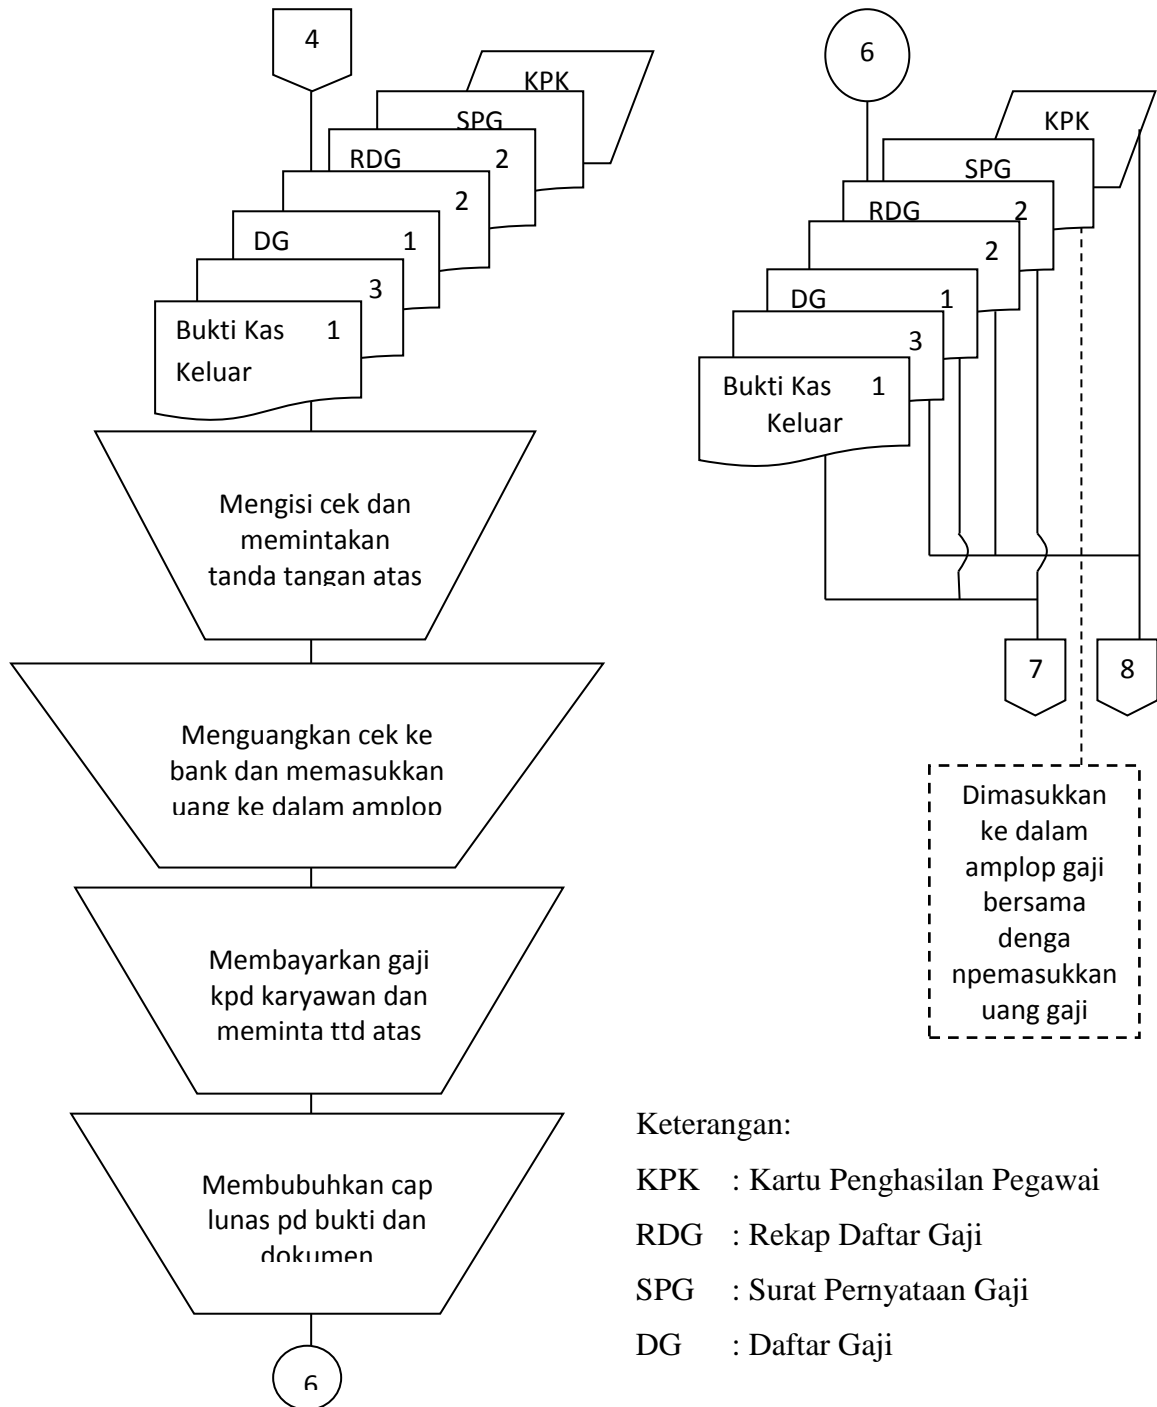 4
KPK
SPG
RDG 2
2
DG 1
3
Bukti Kas 1
Keluar
Mengisi cek dan
memintakan
tanda tangan atas
Menguangkan cek ke
bank dan memasukkan
uang ke dalam amplop
Membayarkan gaji
kpd karyawan dan
meminta ttd atas
Membubuhkan cap
lunas pd bukti dan
dokumen
6
6
KPK
SPG
RDG 2
2
DG 1
3
Bukti Kas 1
Keluar
7
8
Dimasukkan
ke dalam
amplop gaji
bersama
denga
npemasukkan
uang gaji
Keterangan:
KPK : Kartu Penghasilan Pegawai
RDG : Rekap Daftar Gaji
SPG : Surat Pernyataan Gaji
DG : Daftar Gaji